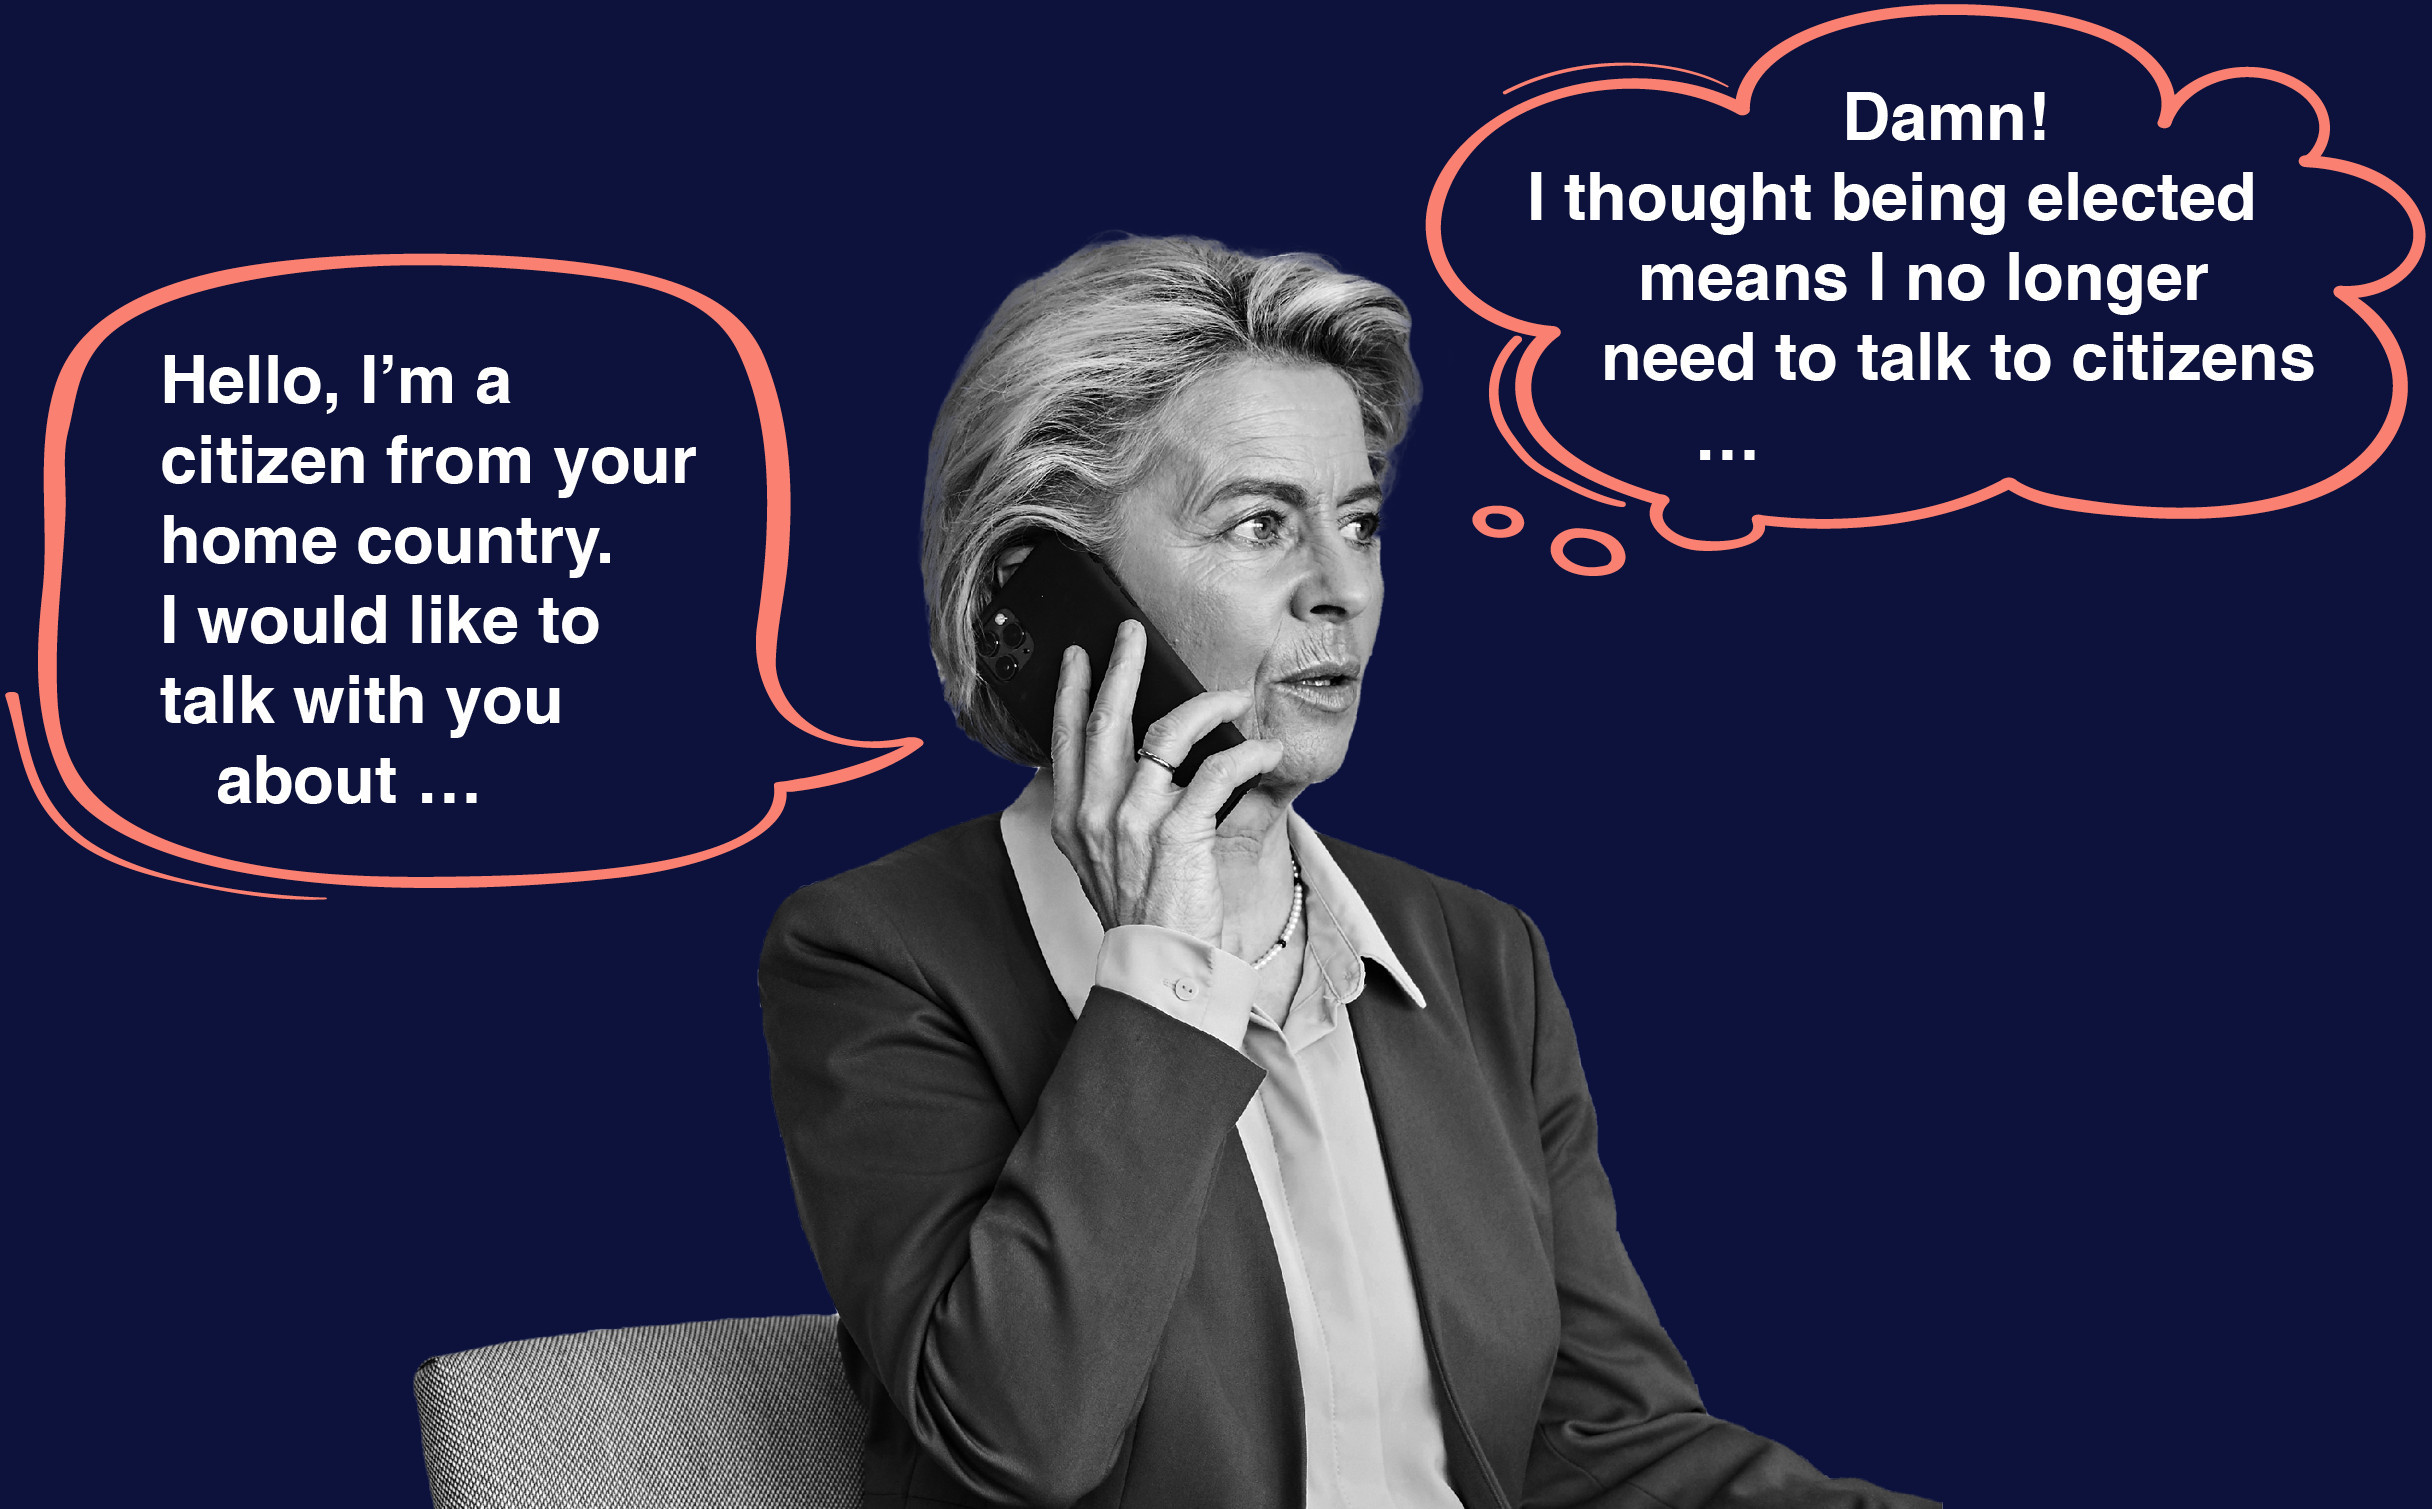 Hello, I’m a
citizen from your
home country.
I would like to
talk with you
about ...
Damn!
I thought being elected
means I no longer
need to talk to citizens
...